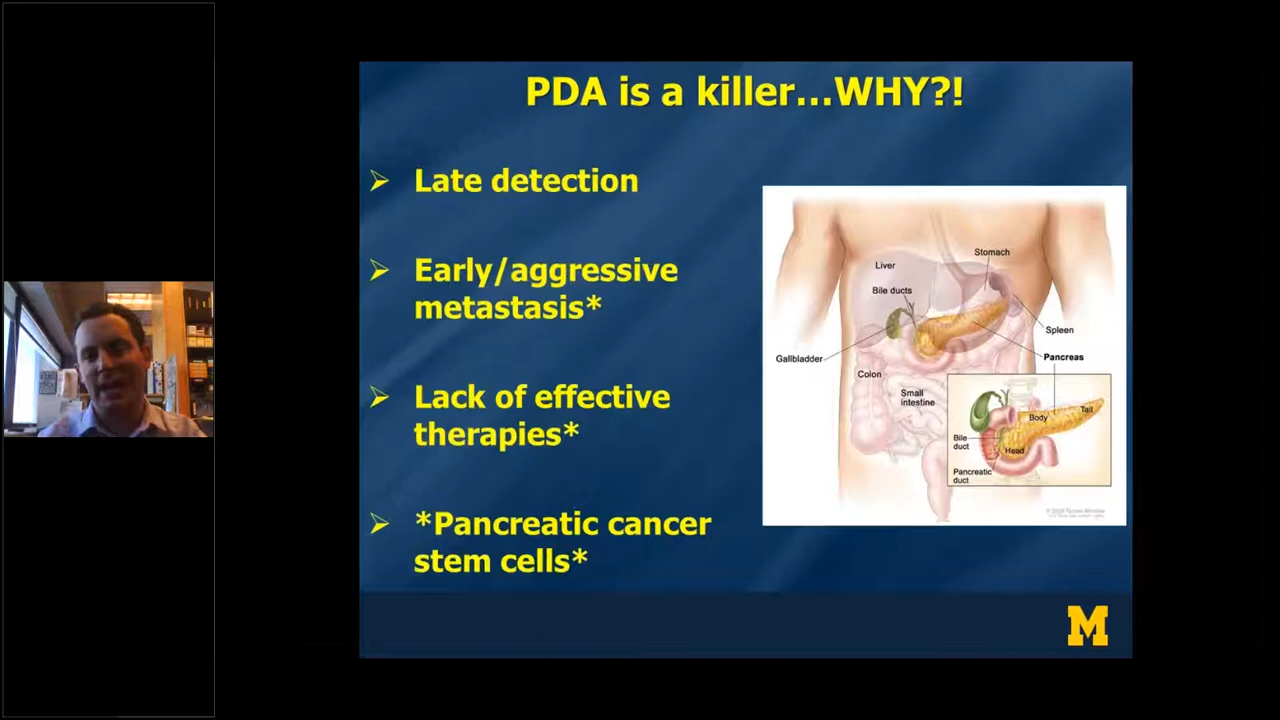 PDA is a killer...WHY?!
Late detection
Early/aggressive
metastasis*
Lack of effective
therapies*
*Pancreatic cancer
stem cells*
Stomach
Liver
Bile ducts
Spleen
Gallbladder
Pancreas
Colon
Small
intestine
Body
Tail
Bile
duct
Head
Pancreatic
duct
M